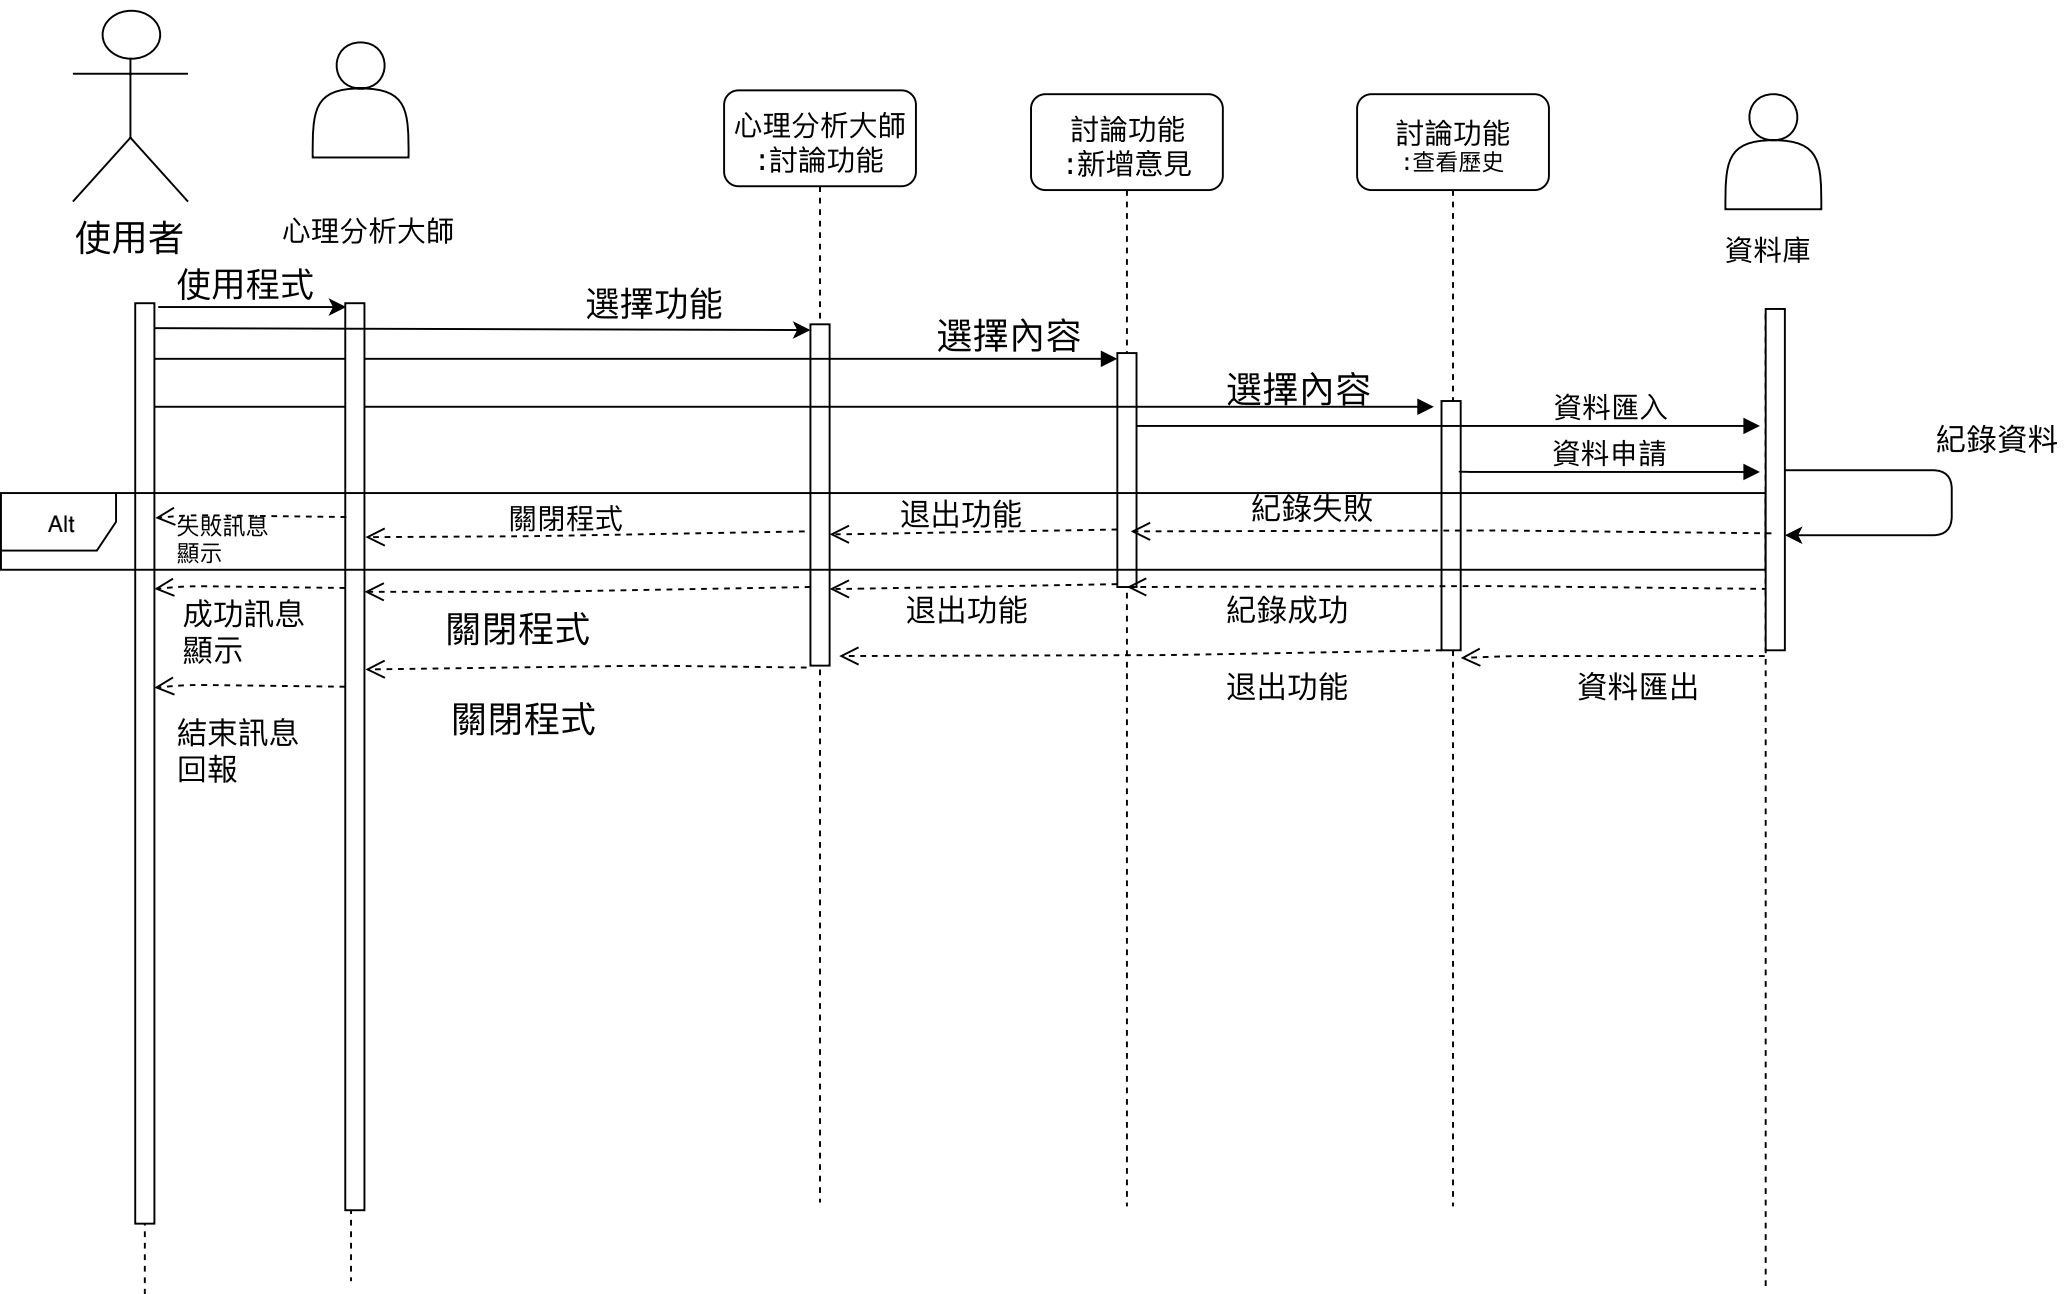 心理分析大師
:討論功能
討論功能
:新增意見
討論功能
:查看歷史
使用者
心理分析大師
資料庫
使用程式
選擇功能
選擇內容
選擇內容
資料匯入
紀錄資料
資料申請
Alt
失敗訊息
顯示
關閉程式
退出功能
紀錄失敗
成功訊息
顯示
關閉程式
退出功能
紀錄成功
退出功能
資料匯出
結束訊息
回報
關閉程式